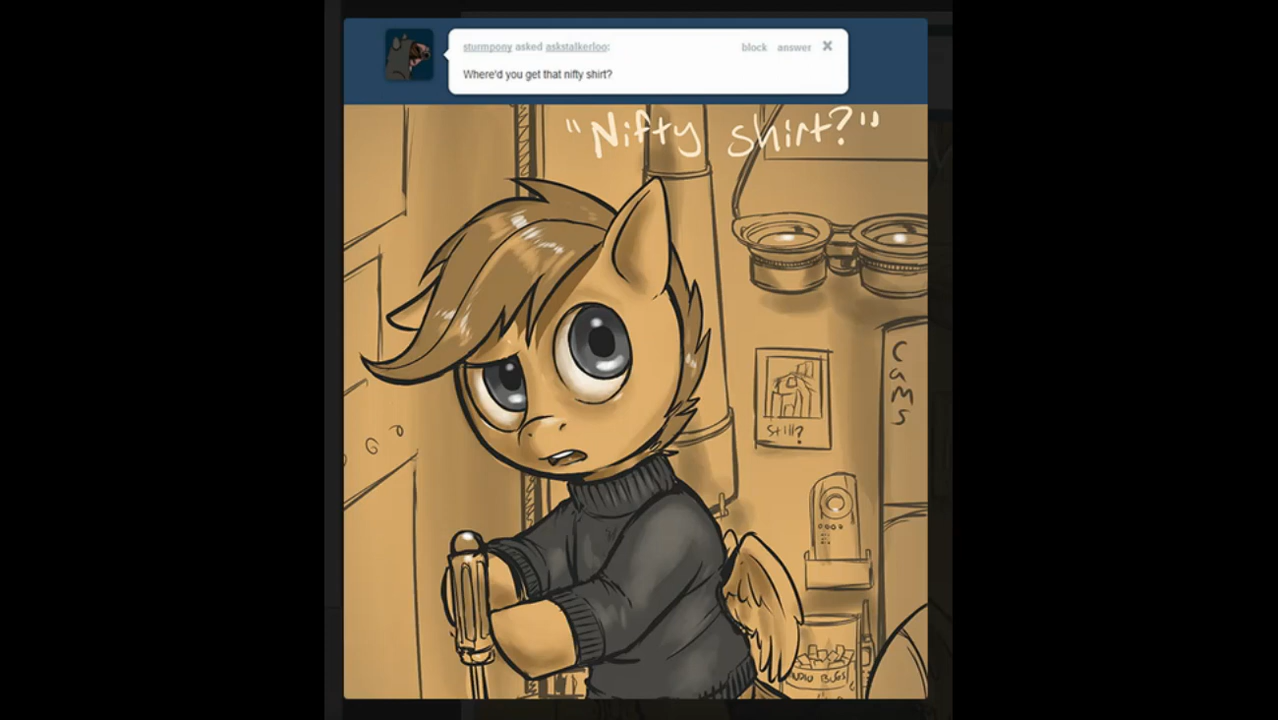 sturmpony asked askstalkerloo:
block answer
Where'd you get that nifty shirt?
"Nifty shirt?"
Cams
still?
AUDIO BUGS